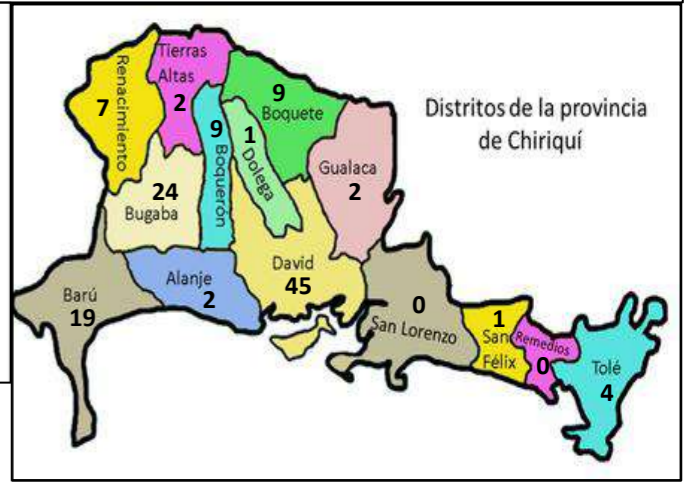 Distritos de la provincia
de Chiriquí
Renacimiento
7
Tierras
Altas
2
9
Boquerón
9
Boquete
1
Dolega
Gualaca
2
24
Bugaba
Barú
19
Alanje
2
David
45
0
San Lorenzo
1
San
Félix
Remedios
0
Tolé
4